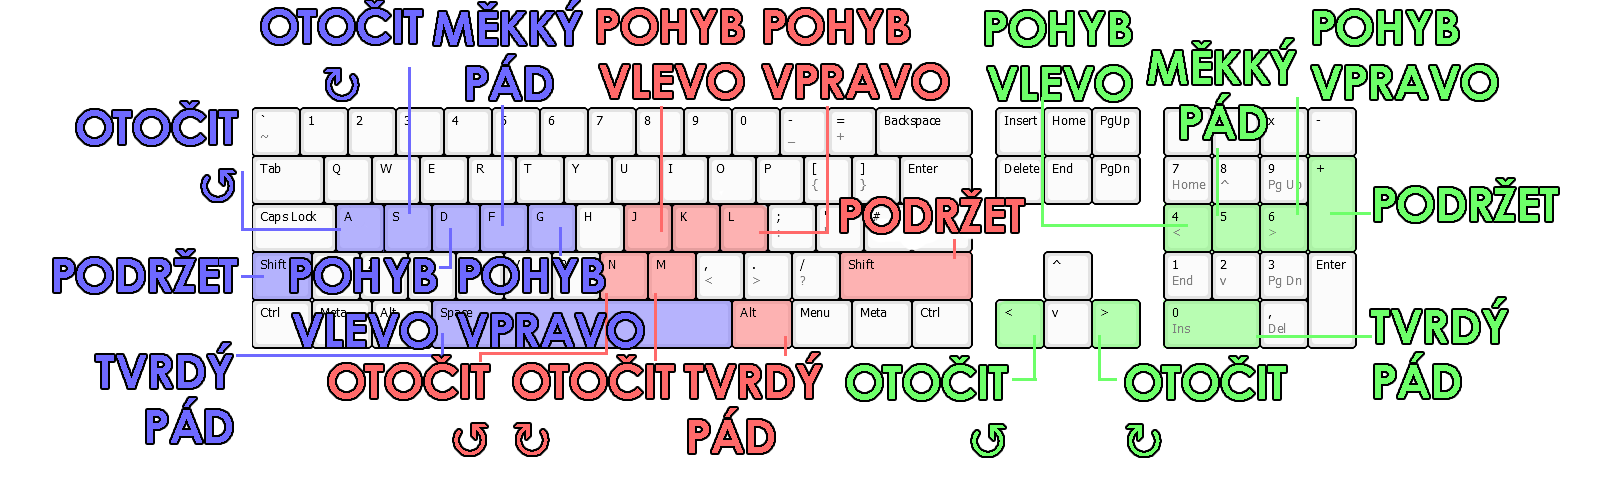 OTOČIT MĚKKÝ POHYB POHYB POHYB POHYB
PÁD VLEVO VPRAVO VLEVO MĚKKÝ VPRAVO
OTOČIT PÁD
` 1 2 3 4 5 6 7 8 9 0 - = Backspace Insert Home PgUp x -
~ _ +
Tab Q W E R T Y U I O P [ ] Enter Delete End PgDn 7 8 9 +
{ } Home ^ Pg Up
PODRŽET PODRŽET
Caps Lock A S D F G H J K L ; ' # 4 5 6
: < >
PODRŽET Shift POHYB POHYB N M , . / Shift ^ 1 2 3 Enter
< > ? End v Pg Dn
Ctrl Meta Alt Space Alt Menu Meta Ctrl < v > 0 ,
VLEVO VPRAVO Ins Del
TVRDÝ TVRDÝ
OTOČIT OTOČIT TVRDÝ OTOČIT OTOČIT PÁD
PÁD PÁD